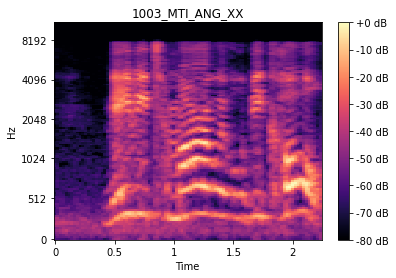 1003_MTI_ANG_XX
+0 dB
8192
-10 dB
4096
-20 dB
-30 dB
2048
-40 dB
Hz
1024
-50 dB
512
-60 dB
-70 dB
0
-80 dB
0 0.5 1 1.5 2
Time